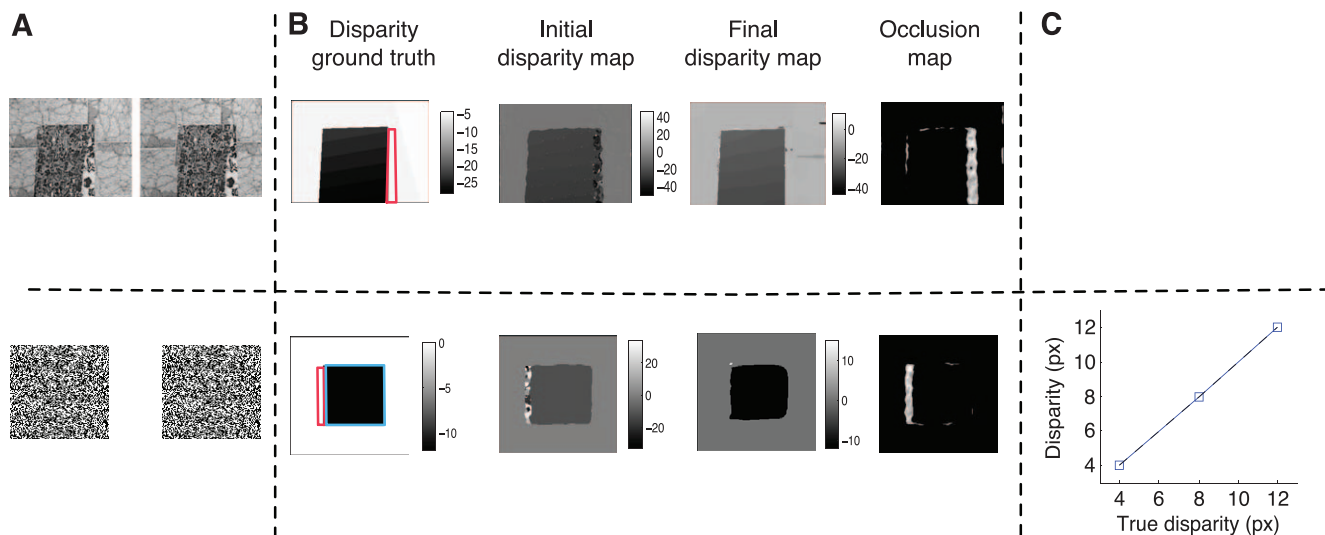 A
B
C
Disparity
ground truth
Initial
disparity map
Final
disparity map
Occlusion
map
−5
−10
−15
−20
−25
40
20
0
−20
−40
0
−20
−40
0
−5
−10
20
0
−20
10
0
−10
12
8
6
4
4 6 8 10 12
Disparity (px)
True disparity (px)